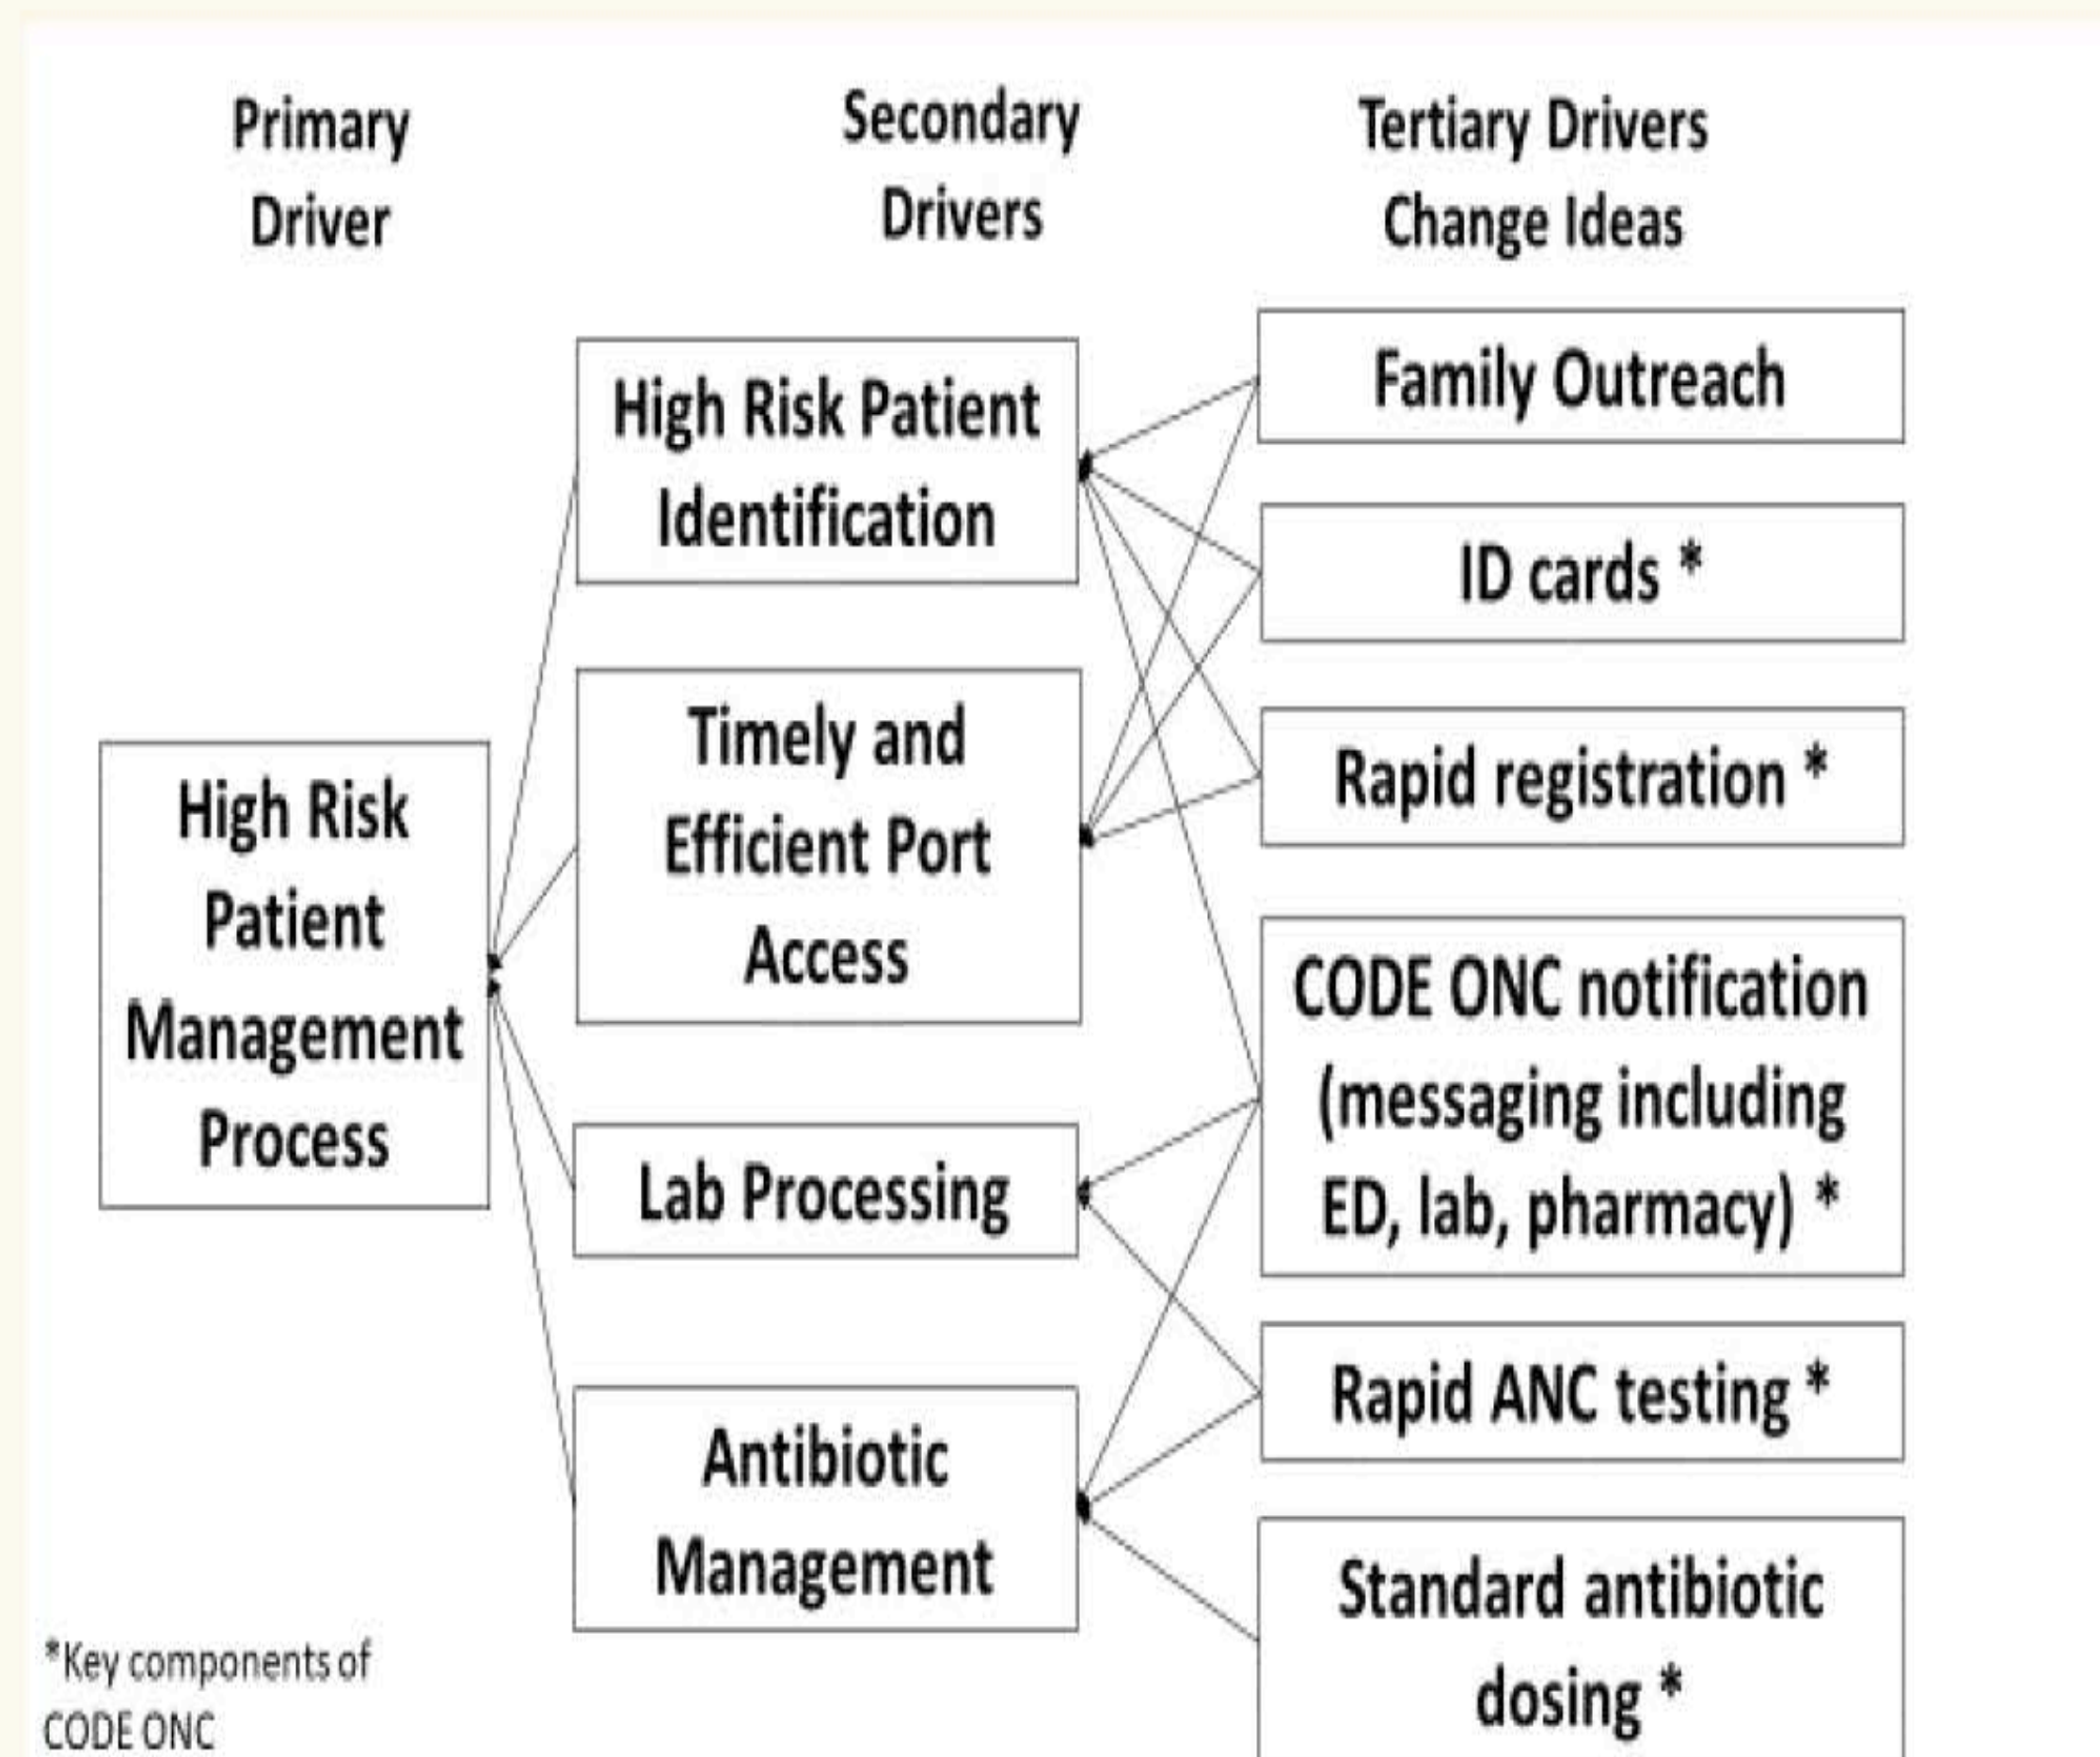 Primary
Driver
Secondary
Drivers
Tertiary Drivers
Change Ideas
High Risk
Patient
Management
Process
High Risk Patient
Identification
Timely and
Efficient Port
Access
Lab Processing
Antibiotic
Management
Family Outreach
ID cards *
Rapid registration *
CODE ONC notification
(messaging including
ED, lab, pharmacy) *
Rapid ANC testing *
Standard antibiotic
dosing *
*Key components of
CODE ONC